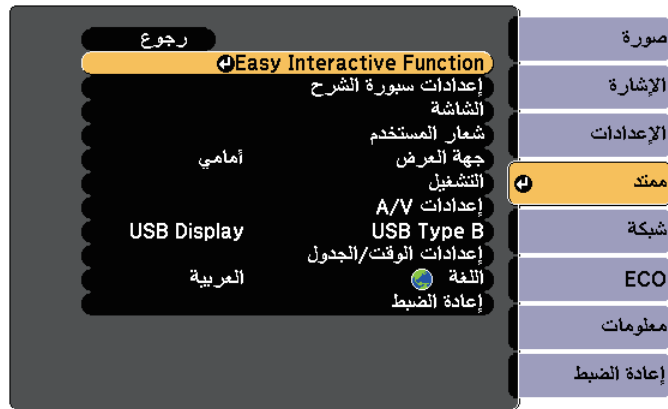 رجوع
Easy Interactive Function
إعدادات سبورة الشرح
الشاشة
شعار المستخدم
جهة العرض أمامي
التشغيل
إعدادات A/V
USB Type B USB Display
إعدادات الوقت/الجدول
اللغة العربية
إعادة الضبط
صورة
الإشارة
الإعدادات
ممتد
شبكة
ECO
معلومات
إعادة الضبط